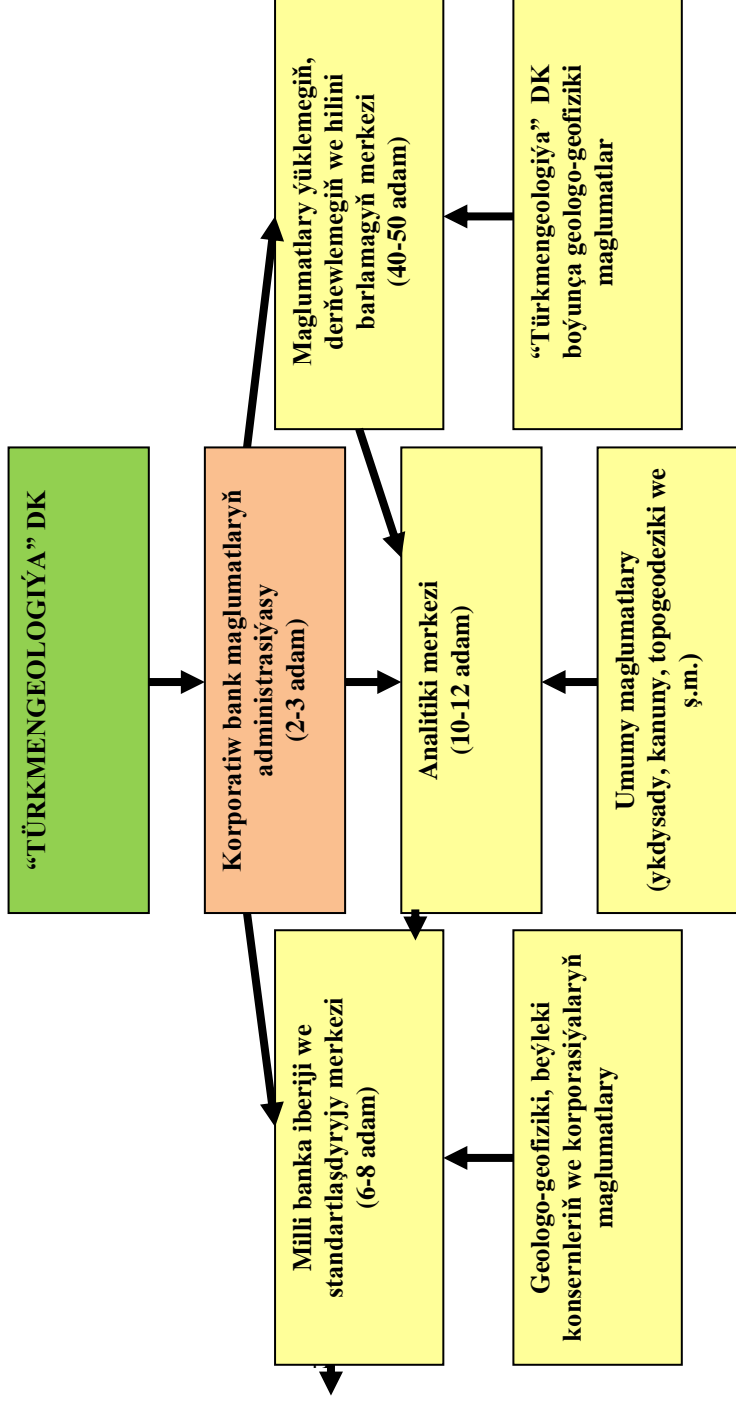 “TÜRKMENGEOLOGIÝA” DK
Korporatiw bank maglumatlaryň
administrasiýasy
(2-3 adam)
Milli banka iberiji we
standartlaşdyryjy merkezi
(6-8 adam)
Analitiki merkezi
(10-12 adam)
Maglumatlary ýüklemegiň,
derňewlemegiň we hilini
barlamagyň merkezi
(40-50 adam)
Geologo-geofiziki, beýleki
konsernleriň we korporasiýalaryň
maglumatlary
Umumy maglumatlary
(ykdysady, kanuny, topogeodeziki we
ş.m.)
“Türkmengeologiýa” DK
boýunça geologo-geofiziki
maglumatlar